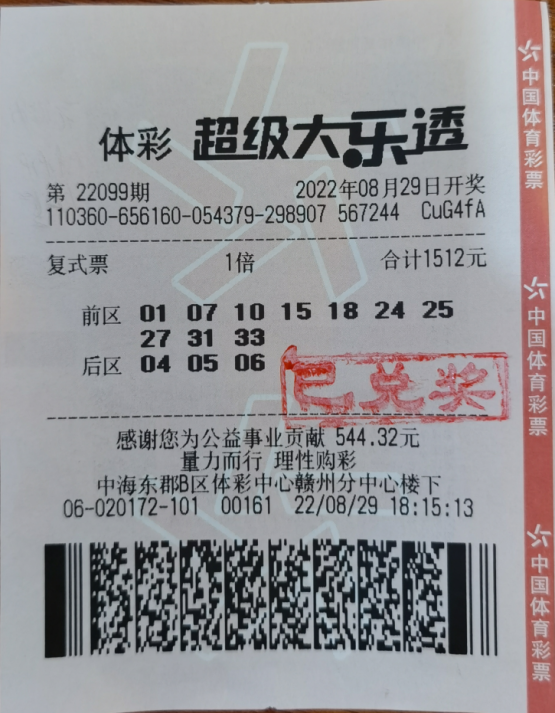 体彩 超级大乐透
第 22099期 2022年08月29日开奖
110360-656160-054379-298907 567244 CuG4fA
复式票 1倍 合计1512元
前区 01 07 10 15 18 24 25
27 31 33
后区 04 05 06
已兑奖
感谢您为公益事业贡献 544.32元
量力而行 理性购彩
中海东郡B区体彩中心赣州分中心楼下
06-020172-101 00161 22/08/29 18:15:13
中国体育彩票
中国体育彩票
中国体育彩票